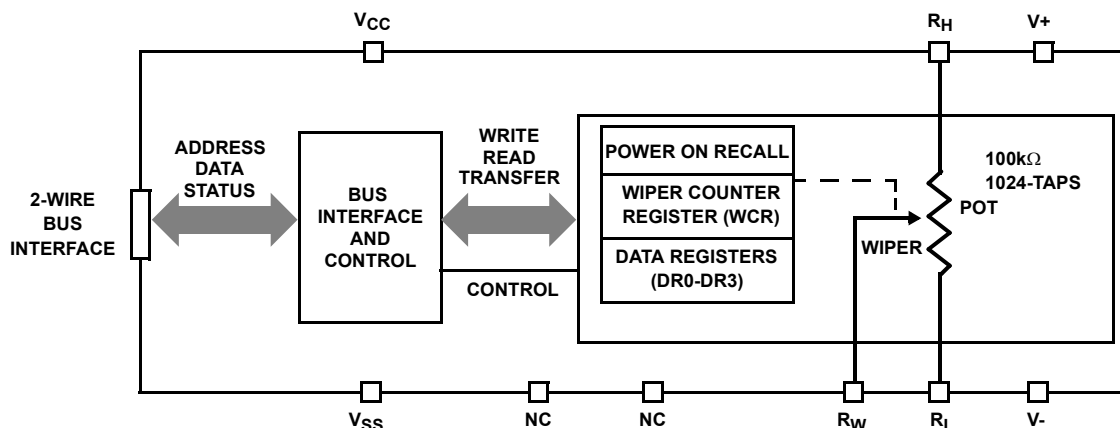 VCC
RH
V+
ADDRESS
DATA
STATUS
WRITE
READ
TRANSFER
POWER ON RECALL
WIPER COUNTER
REGISTER (WCR)
DATA REGISTERS
(DR0-DR3)
100kΩ
1024-TAPS
POT
WIPER
2-WIRE
BUS
INTERFACE
BUS
INTERFACE
AND
CONTROL
CONTROL
VSS
NC
NC
RW
RL
V-